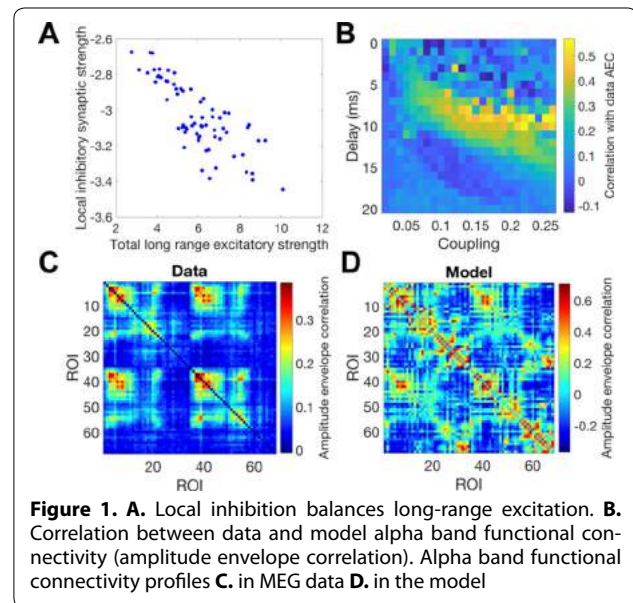 A
B
-2.6
-2.8
-3
-3.2
-3.4
-3.6
2 4 6 8 10 12
Local inhibitory synaptic strength
Total long range excitatory strength
0
5
10
15
20
Delay (ms)
0.05 0.1 0.15 0.2 0.25
Coupling
0.5
0.4
0.3
0.2
0.1
0
-0.1
Correlation with data AEC
C
Data
10
20
30
40
50
60
ROI
20 40 60
ROI
0.3
0.2
0.1
0
Amplitude envelope correlation
D
Model
10
20
30
40
50
60
ROI
20 40 60
ROI
0.6
0.4
0.2
0
-0.2
Amplitude envelope correlation
Figure 1. A. Local inhibition balances long-range excitation. B.
Correlation between data and model alpha band functional con-
nectivity (amplitude envelope correlation). Alpha band functional
connectivity profiles C. in MEG data D. in the model